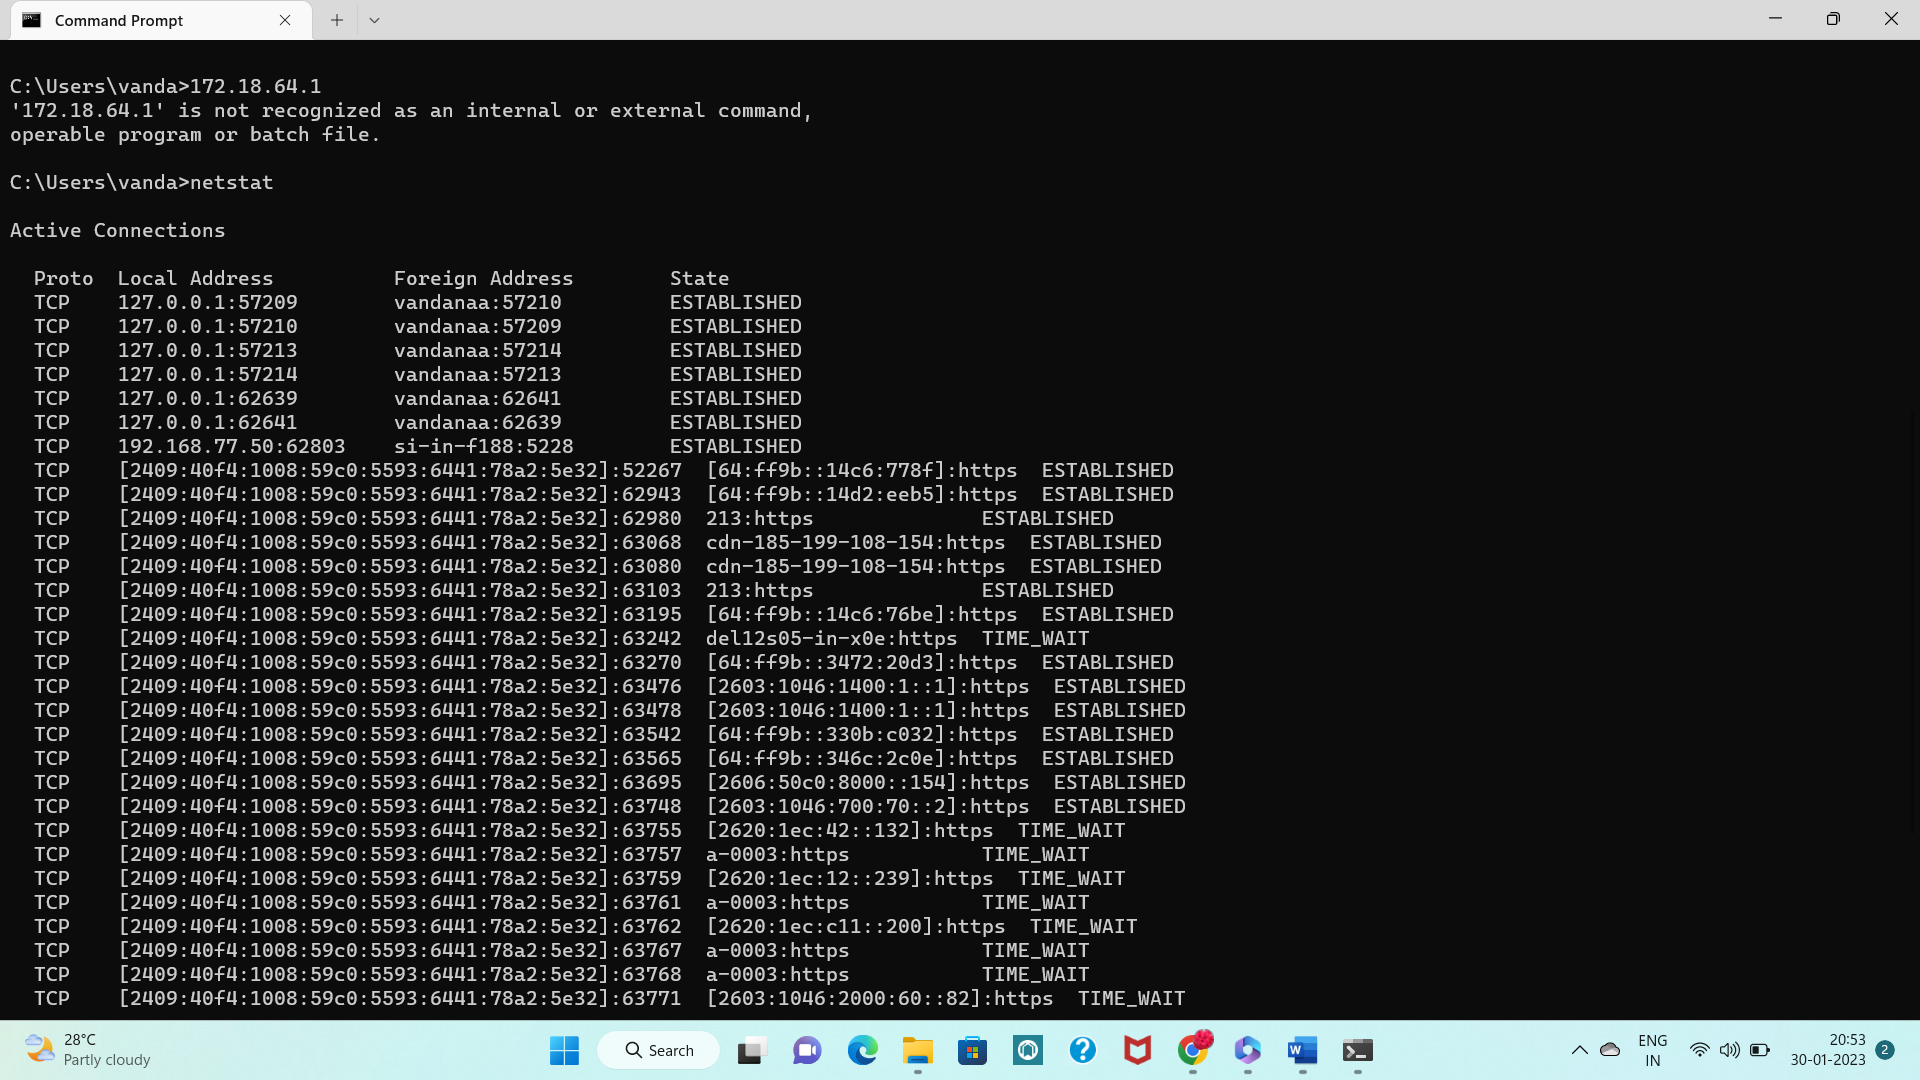 Command Prompt
C:\Users\vanda>172.18.64.1
'172.18.64.1' is not recognized as an internal or external command,
operable program or batch file.
C:\Users\vanda>netstat
Active Connections
Proto  Local Address          Foreign Address        State
TCP    127.0.0.1:57209        vandanaa:57210         ESTABLISHED
TCP    127.0.0.1:57210        vandanaa:57209         ESTABLISHED
TCP    127.0.0.1:57213        vandanaa:57214         ESTABLISHED
TCP    127.0.0.1:57214        vandanaa:57213         ESTABLISHED
TCP    127.0.0.1:62639        vandanaa:62641         ESTABLISHED
TCP    127.0.0.1:62641        vandanaa:62639         ESTABLISHED
TCP    192.168.77.50:62803    si-in-f188:5228        ESTABLISHED
TCP    [2409:40f4:1008:59c0:5593:6441:78a2:5e32]:52267  [64:ff9b::14c6:778f]:https  ESTABLISHED
TCP    [2409:40f4:1008:59c0:5593:6441:78a2:5e32]:62943  [64:ff9b::14d2:eeb5]:https  ESTABLISHED
TCP    [2409:40f4:1008:59c0:5593:6441:78a2:5e32]:62980  213:https              ESTABLISHED
TCP    [2409:40f4:1008:59c0:5593:6441:78a2:5e32]:63068  cdn-185-199-108-154:https  ESTABLISHED
TCP    [2409:40f4:1008:59c0:5593:6441:78a2:5e32]:63080  cdn-185-199-108-154:https  ESTABLISHED
TCP    [2409:40f4:1008:59c0:5593:6441:78a2:5e32]:63103  213:https              ESTABLISHED
TCP    [2409:40f4:1008:59c0:5593:6441:78a2:5e32]:63195  [64:ff9b::14c6:76be]:https  ESTABLISHED
TCP    [2409:40f4:1008:59c0:5593:6441:78a2:5e32]:63242  del12s05-in-x0e:https  TIME_WAIT
TCP    [2409:40f4:1008:59c0:5593:6441:78a2:5e32]:63270  [64:ff9b::3472:20d3]:https  ESTABLISHED
TCP    [2409:40f4:1008:59c0:5593:6441:78a2:5e32]:63476  [2603:1046:1400:1::1]:https  ESTABLISHED
TCP    [2409:40f4:1008:59c0:5593:6441:78a2:5e32]:63478  [2603:1046:1400:1::1]:https  ESTABLISHED
TCP    [2409:40f4:1008:59c0:5593:6441:78a2:5e32]:63542  [64:ff9b::330b:c032]:https  ESTABLISHED
TCP    [2409:40f4:1008:59c0:5593:6441:78a2:5e32]:63565  [64:ff9b::346c:2c0e]:https  ESTABLISHED
TCP    [2409:40f4:1008:59c0:5593:6441:78a2:5e32]:63695  [2606:50c0:8000::154]:https  ESTABLISHED
TCP    [2409:40f4:1008:59c0:5593:6441:78a2:5e32]:63748  [2603:1046:700:70::2]:https  ESTABLISHED
TCP    [2409:40f4:1008:59c0:5593:6441:78a2:5e32]:63755  [2620:1ec:42::132]:https  TIME_WAIT
TCP    [2409:40f4:1008:59c0:5593:6441:78a2:5e32]:63757  a-0003:https           TIME_WAIT
TCP    [2409:40f4:1008:59c0:5593:6441:78a2:5e32]:63759  [2620:1ec:12::239]:https  TIME_WAIT
TCP    [2409:40f4:1008:59c0:5593:6441:78a2:5e32]:63761  a-0003:https           TIME_WAIT
TCP    [2409:40f4:1008:59c0:5593:6441:78a2:5e32]:63762  [2620:1ec:c11::200]:https  TIME_WAIT
TCP    [2409:40f4:1008:59c0:5593:6441:78a2:5e32]:63767  a-0003:https           TIME_WAIT
TCP    [2409:40f4:1008:59c0:5593:6441:78a2:5e32]:63768  a-0003:https           TIME_WAIT
TCP    [2409:40f4:1008:59c0:5593:6441:78a2:5e32]:63771  [2603:1046:2000:60::82]:https  TIME_WAIT
28°C
Partly cloudy
Search
W
ENG
IN
20:53
30-01-2023
2